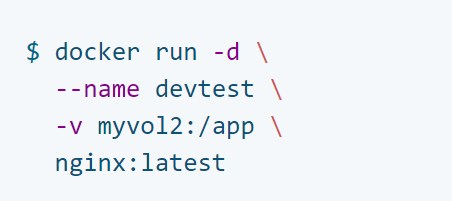 $ docker run -d \
--name devtest \
-v myvol2:/app \
nginx:latest